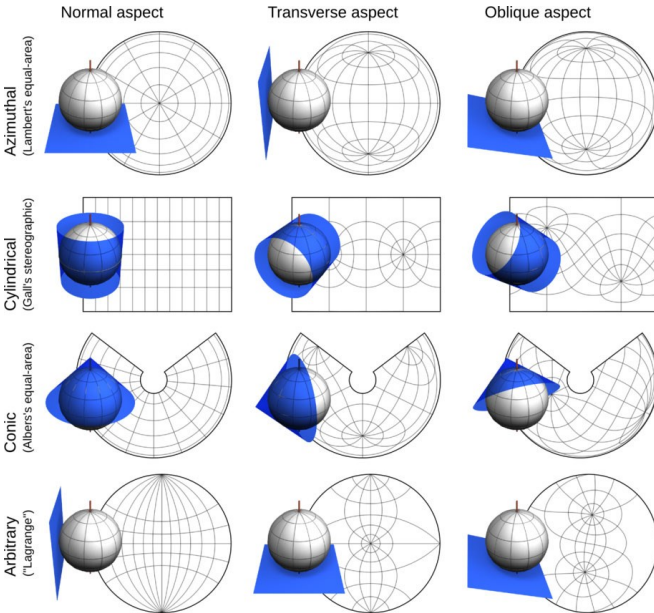 Normal aspect
Transverse aspect
Oblique aspect
Azimuthal
(Lambert's equal-area)
Cylindrical
(Gall's stereographic)
Conic
(Albers's equal-area)
Arbitrary
("Lagrange")